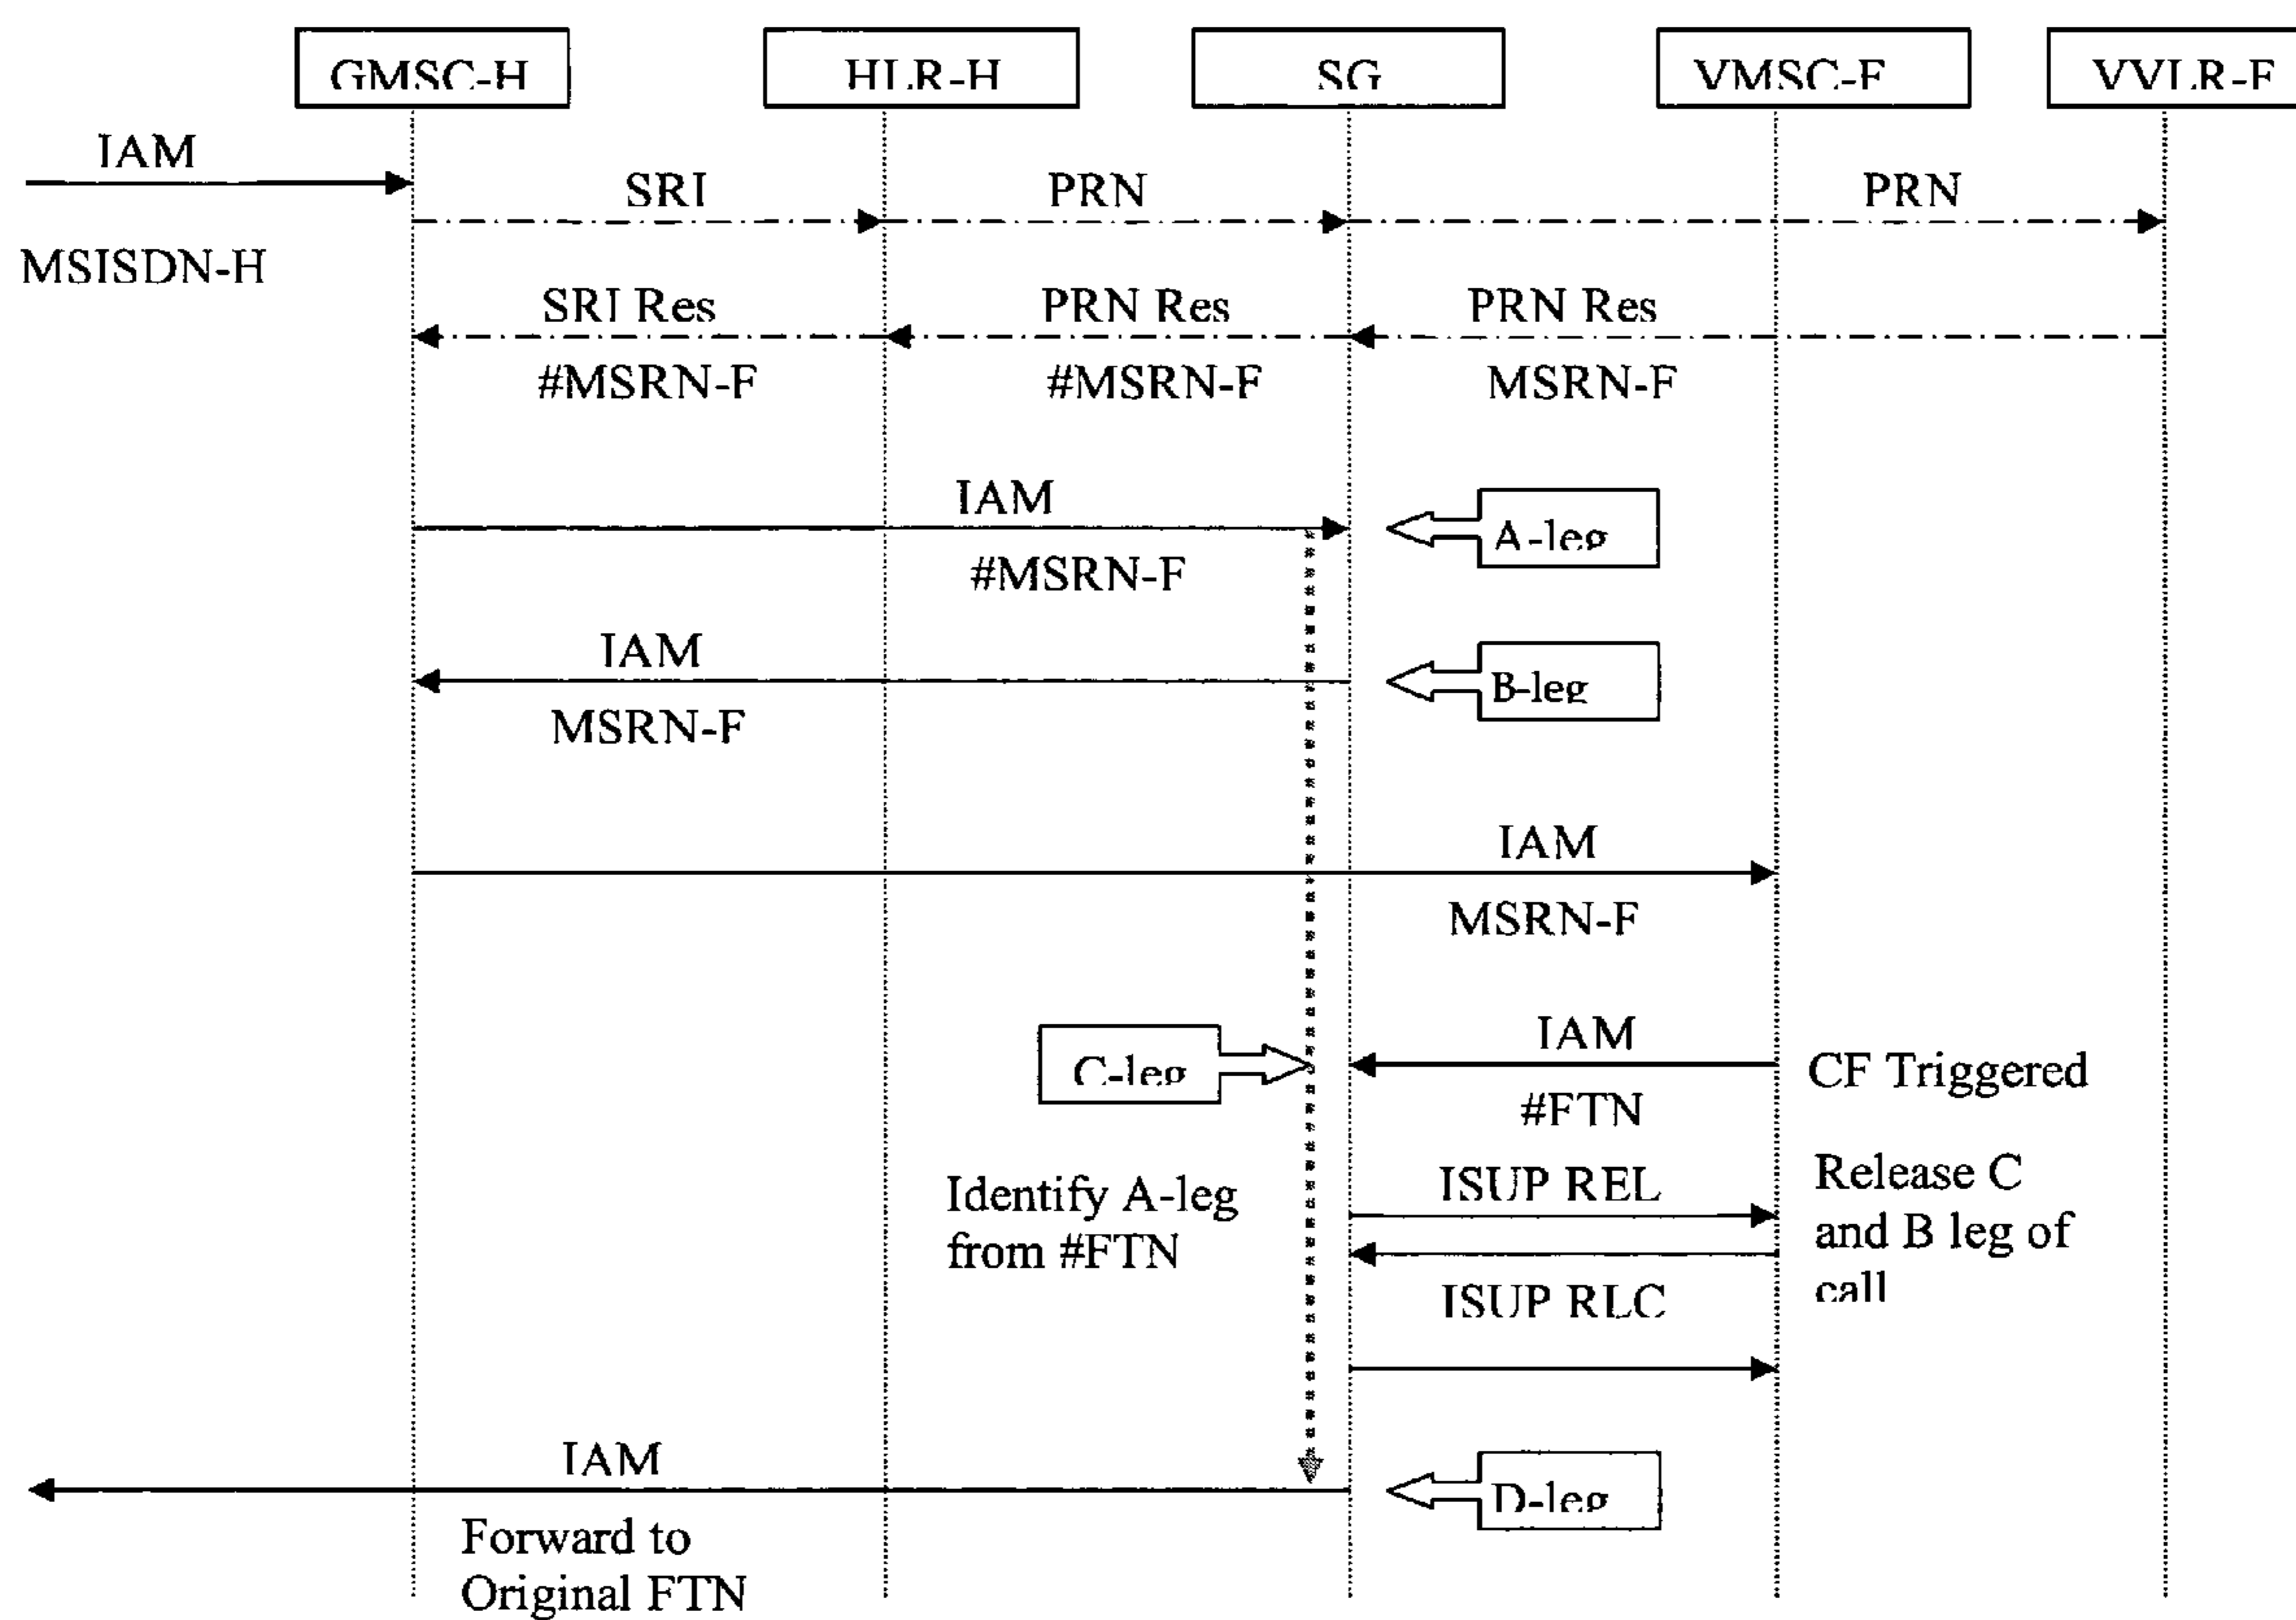 GMSC-H HLR-H SG VMSC-F VVLR-F
IAM
SRI PRN PRN
MSISDN-H
SRI Res PRN Res PRN Res
#MSRN-F #MSRN-F MSRN-F
IAM
A-leg
#MSRN-F
IAM
B-leg
MSRN-F
IAM
MSRN-F
IAM
C-leg CF Triggered
#FTN
Identify A-leg
from #FTN
ISUP REL
Release C
and B leg of
call
ISUP RLC
IAM
D-leg
Forward to
Original FTN